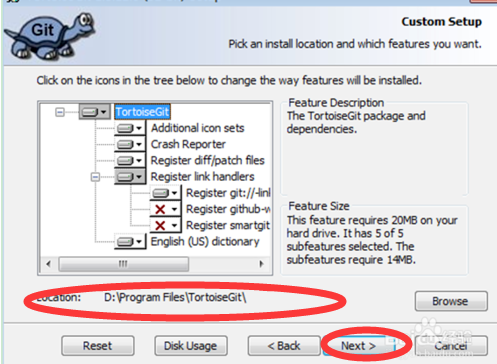 Git
Custom Setup
Pick an install location and which features you want.
Click on the icons in the tree below to change the way features will be installed.
TortoiseGit
Additional icon sets
Crash Reporter
Register diff/patch files
Register link handlers
Register git://-link
Register github-w
Register smartgit
English (US) dictionary
Feature Description
The TortoiseGit package and
dependencies.
Feature Size
This feature requires 20MB on your
hard drive. It has 5 of 5
subfeatures selected. The
subfeatures require 14MB.
Location: D:\Program Files\TortoiseGit\
Browse
Reset
Disk Usage
< Back
Next >
Cancel